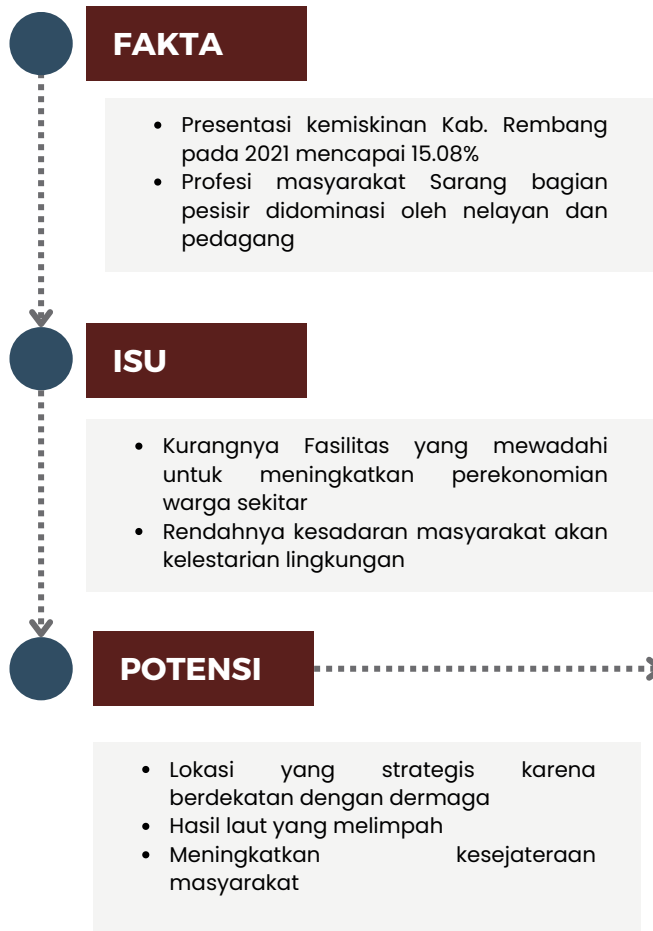 FAKTA
• Presentasi kemiskinan Kab. Rembang
pada 2021 mencapai 15.08%
• Profesi masyarakat Sarang bagian
pesisir didominasi oleh nelayan dan
pedagang
ISU
• Kurangnya Fasilitas yang mewadahi
untuk meningkatkan perekonomian
warga sekitar
• Rendahnya kesadaran masyarakat akan
kelestarian lingkungan
POTENSI
• Lokasi yang strategis karena
berdekatan dengan dermaga
• Hasil laut yang melimpah
• Meningkatkan kesejateraan
masyarakat